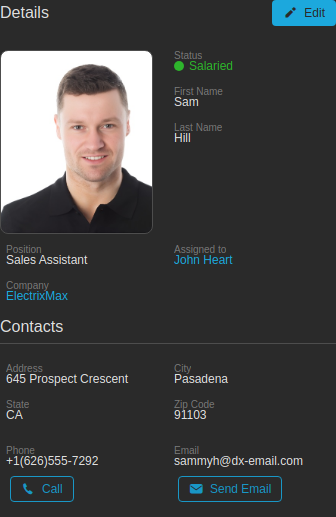 Details
Edit
Status
Salaried
First Name
Sam
Last Name
Hill
Position
Sales Assistant
Assigned to
John Heart
Company
ElectrixMax
Contacts
Address
645 Prospect Crescent
City
Pasadena
State
CA
Zip Code
91103
Phone
+1(626)555-7292
Email
sammyh@dx-email.com
Call
Send Email